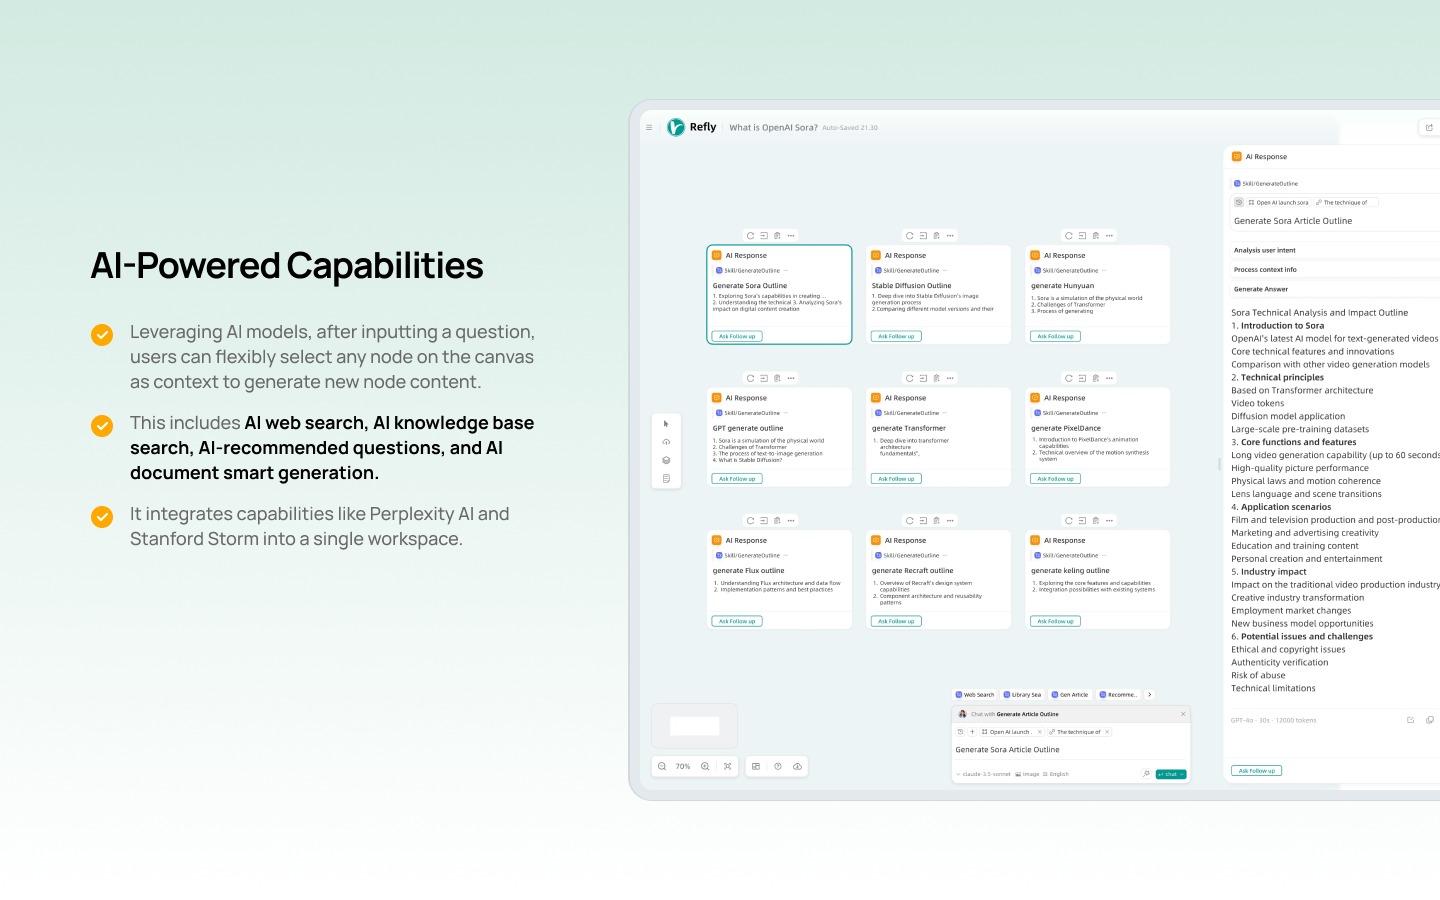 AI-Powered Capabilities
Leveraging AI models, after inputting a question,
users can flexibly select any node on the canvas
as context to generate new node content.
This includes AI web search, AI knowledge base
search, AI-recommended questions, and AI
document smart generation.
It integrates capabilities like Perplexity AI and
Stanford Storm into a single workspace.
Refly
What is OpenAI Sora? Auto-Saved 21.30
AI Response
Skill/GenerateOutline
Generate Sora Outline
1. Exploring Sora's capabilities in creating ...
2. Understanding the technical 3. Analyzing Sora's
impact on digital content creation
Ask Follow up
AI Response
Skill/GenerateOutline
Stable Diffusion Outline
1. Deep dive into Stable Diffusion's image
generation process
2.Comparing different model versions and their
Ask Follow up
AI Response
Skill/GenerateOutline
generate Hunyuan
1. Sora is a simulation of the physical world
2. Challenges of Transformer
3. Process of generating
Ask Follow up
AI Response
Skill/GenerateOutline
GPT generate outline
1. Sora is a simulation of the physical world
2. Challenges of Transformer
3. The process of text-to-image generation
4. What is Stable Diffusion?
Ask Follow up
AI Response
Skill/GenerateOutline
generate Transformer
1. Deep dive into transformer
architecture
fundamentals",
Ask Follow up
AI Response
Skill/GenerateOutline
generate PixelDance
1. Introduction to PixelDance's animation
capabilities
2. Technical overview of the motion synthesis
system
Ask Follow up
AI Response
Skill/GenerateOutline
generate Flux outline
1. Understanding Flux architecture and data flow
2. Implementation patterns and best practices
Ask Follow up
AI Response
Skill/GenerateOutline
generate Recraft outline
1. Overview of Recraft's design system
capabilities
2. Component architecture and reusability
patterns
Ask Follow up
AI Response
Skill/GenerateOutline
generate keling outline
1. Exploring the core features and capabilities
2. Integration possibilities with existing systems
Ask Follow up
70%
Web Search Library Sea Gen Article Recomme..
Chat with Generate Article Outline
Open AI launch . The technique of
Generate Sora Article Outline
claude-3.5-sonnet image English
chat
AI Response
Skill/GenerateOutline
Open AI launch sora The technique of
Generate Sora Article Outline
Analysis user intent
Process context info
Generate Answer
Sora Technical Analysis and Impact Outline
1. Introduction to Sora
OpenAI's latest AI model for text-generated videos
Core technical features and innovations
Comparison with other video generation models
2. Technical principles
Based on Transformer architecture
Video tokens
Diffusion model application
Large-scale pre-training datasets
3. Core functions and features
Long video generation capability (up to 60 seconds
High-quality picture performance
Physical laws and motion coherence
Lens language and scene transitions
4. Application scenarios
Film and television production and post-production
Marketing and advertising creativity
Education and training content
Personal creation and entertainment
5. Industry impact
Impact on the traditional video production industry
Creative industry transformation
Employment market changes
New business model opportunities
6. Potential issues and challenges
Ethical and copyright issues
Authenticity verification
Risk of abuse
Technical limitations
GPT-4o · 30s · 12000 tokens
Ask Follow up